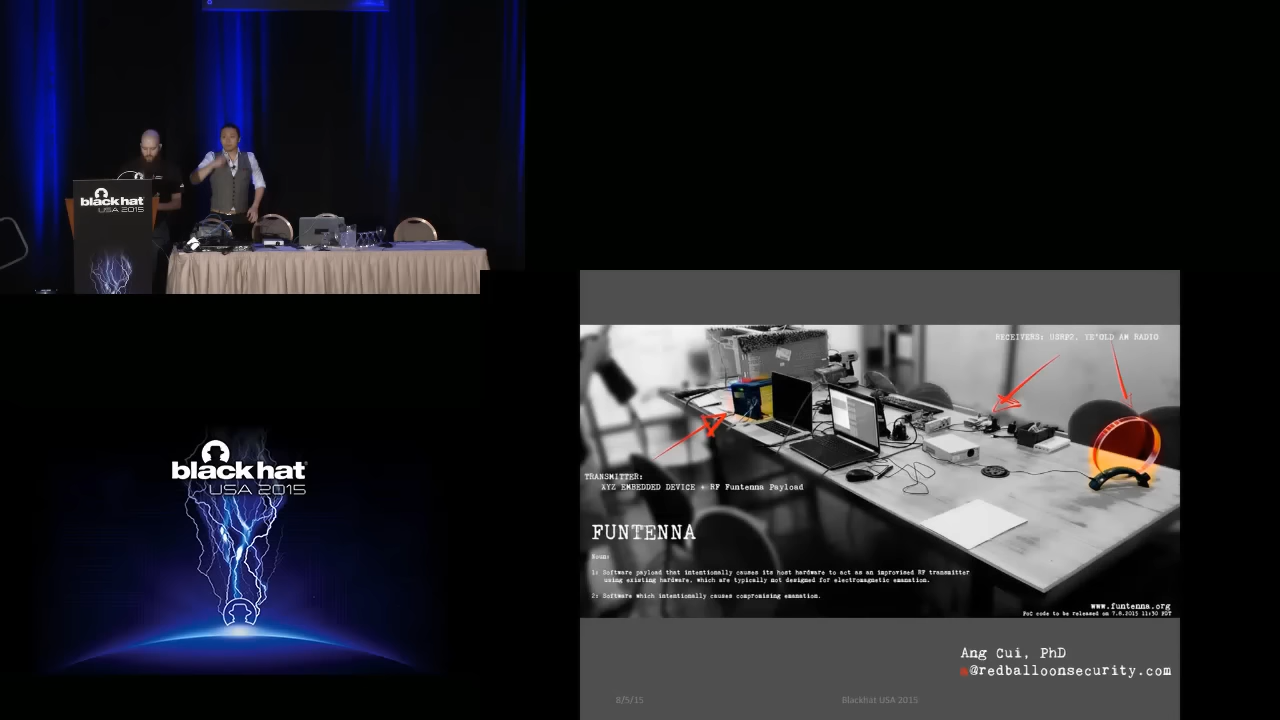 black hat
USA 2015
black hat
USA 2015
RECEIVERS: USRP2, YE'OLD AM RADIO
TRANSMITTER:
XYZ EMBEDDED DEVICE + RF Funtenna Payload
FUNTENNA
Noun:
1: Software payload that intentionally causes its host hardware to act as an improvised RF transmitter
using existing hardware, which are typically not designed for electromagnetic emanation.
2: Software which intentionally causes compromising emanation.
www.funtenna.org
PoC code to be released on 7.8.2015 11:30 PDT
Ang Cui, PhD
@redballoonsecurity.com
8/5/15
Blackhat USA 2015